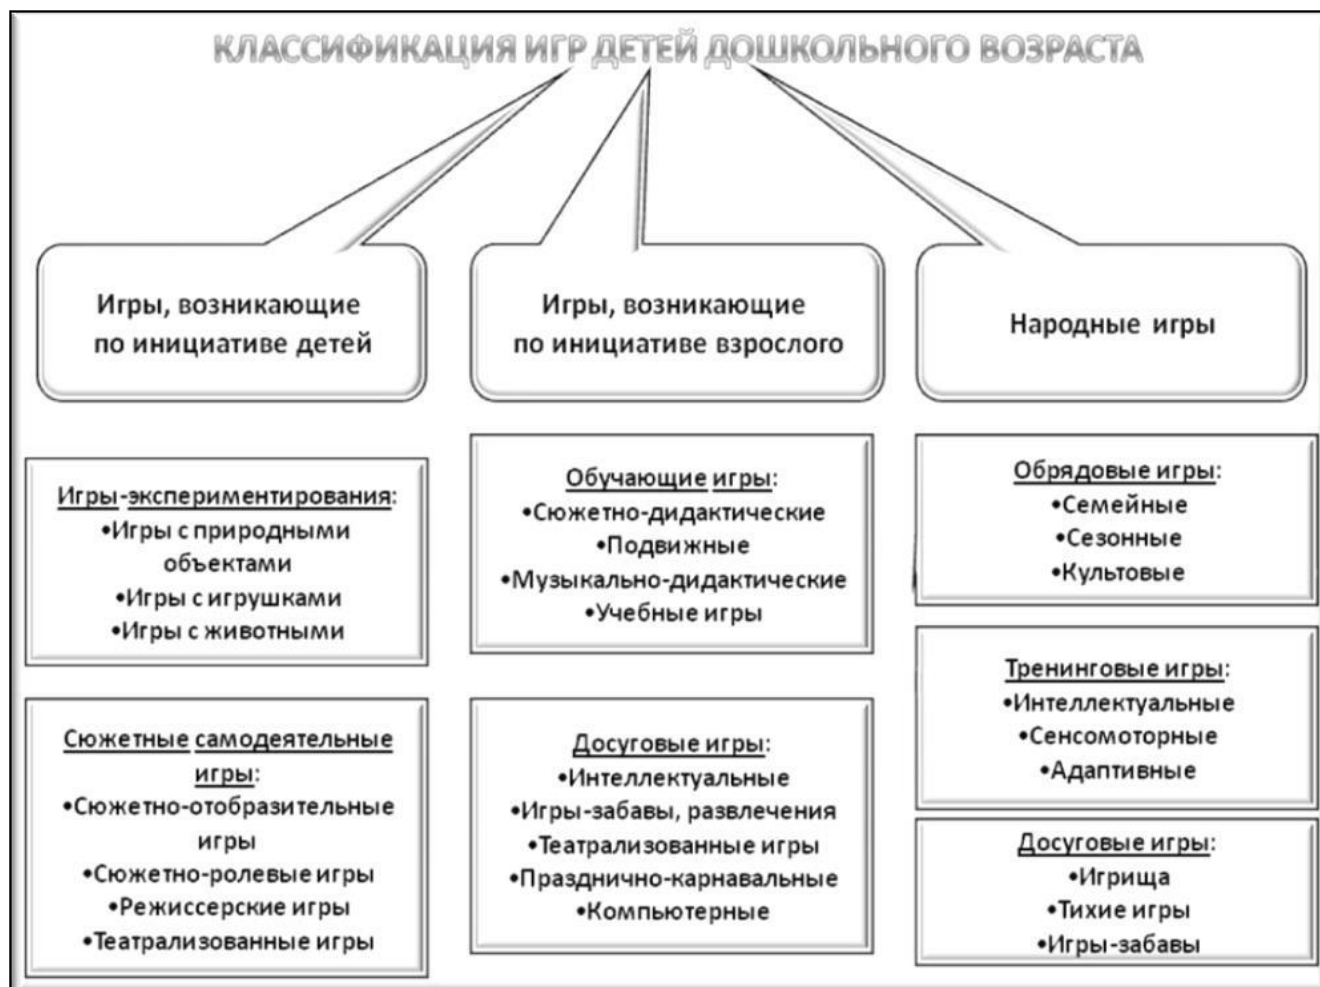 КЛАССИФИКАЦИЯ ИГР ДЕТЕЙ ДОШКОЛЬНОГО ВОЗРАСТА
Игры, возникающие
по инициативе детей
Игры-экспериментирования:
•Игры с природными
объектами
•Игры с игрушками
•Игры с животными
Сюжетные самодеятельные
игры:
•Сюжетно-отобразительные
игры
•Сюжетно-ролевые игры
•Режиссерские игры
•Театрализованные игры
Игры, возникающие
по инициативе взрослого
Обучающие игры:
•Сюжетно-дидактические
•Подвижные
•Музыкально-дидактические
•Учебные игры
Досуговые игры:
•Интеллектуальные
•Игры-забавы, развлечения
•Театрализованные игры
•Празднично-карнавальные
•Компьютерные
Народные игры
Обрядовые игры:
•Семейные
•Сезонные
•Культовые
Тренинговые игры:
•Интеллектуальные
•Сенсомоторные
•Адаптивные
Досуговые игры:
•Игрища
•Тихие игры
•Игры-забавы